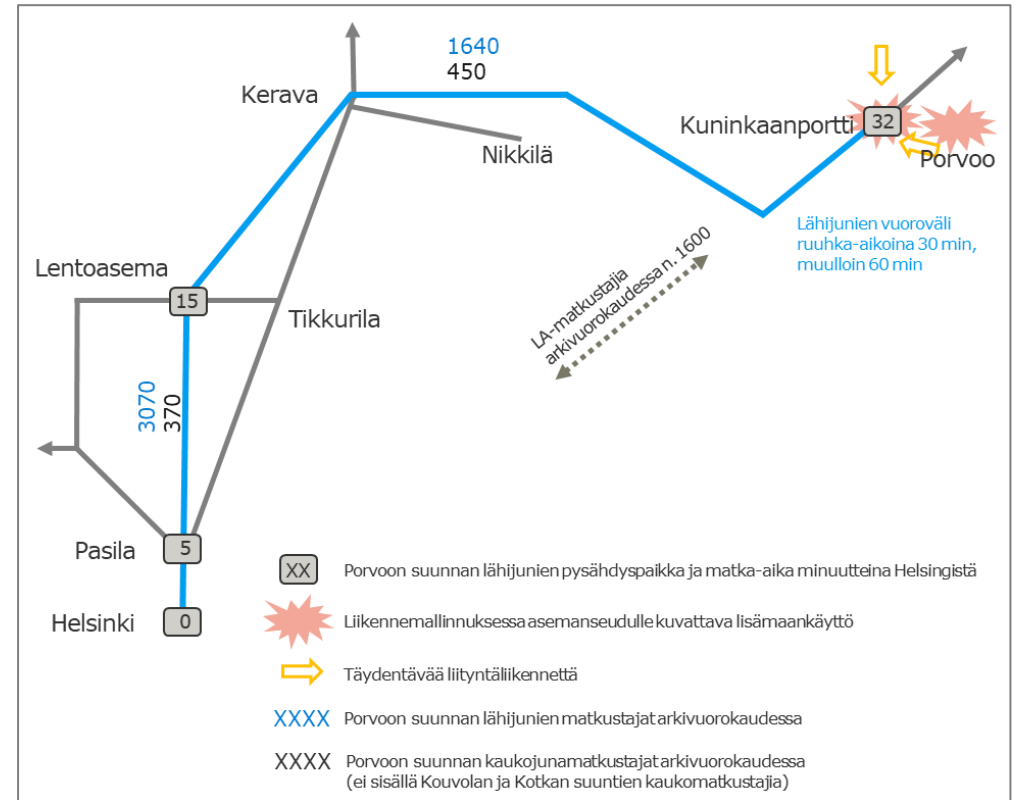 1640
450
Kerava
Kuninkaanportti
32
Nikkilä
Porvoo
Lähijunien vuoroväli
ruuhka-aikoina 30 min,
muulloin 60 min
LA-matkustajia
arkivuorokaudessa n. 1600
Lentoasema
15
Tikkurila
3070
370
Pasila
5
Helsinki
0
XX Porvoon suunnan lähijunien pysähdyspaikka ja matka-aika minuutteina Helsingistä
Liikennemallinnuksessa asemanseudulle kuvattava lisämaankäyttö
Täydentävää liityntäliikennettä
XXXX Porvoon suunnan lähijunien matkustajat arkivuorokaudessa
XXXX Porvoon suunnan kaukojunamatkustajat arkivuorokaudessa
(ei sisällä Kouvolan ja Kotkan suuntien kaukomatkustajia)